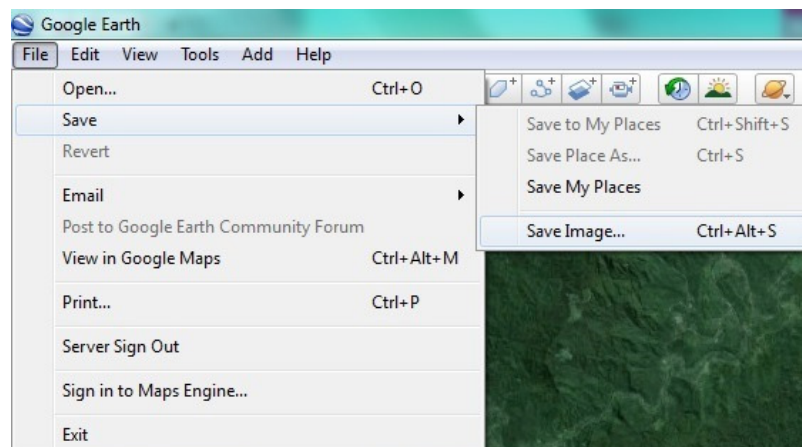 Google Earth
File Edit View Tools Add Help
Open... Ctrl+O
Save
Revert
Email
Post to Google Earth Community Forum
View in Google Maps Ctrl+Alt+M
Print... Ctrl+P
Server Sign Out
Sign in to Maps Engine...
Exit
Save to My Places Ctrl+Shift+S
Save Place As... Ctrl+S
Save My Places
Save Image... Ctrl+Alt+S